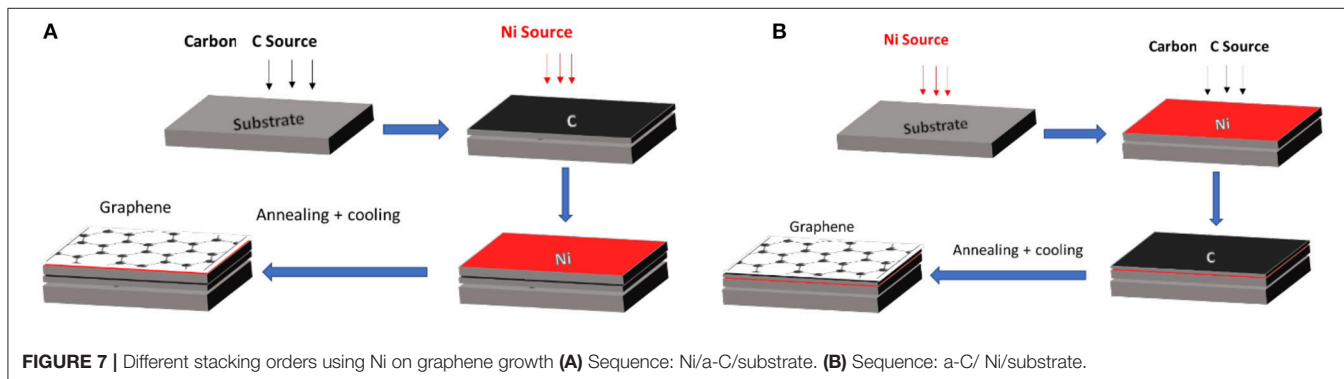 A
Carbon C Source
Ni Source
Substrate
C
Graphene
Annealing + cooling
Ni
B
Ni Source
Carbon C Source
Substrate
Ni
Graphene
Annealing + cooling
C
FIGURE 7 | Different stacking orders using Ni on graphene growth (A) Sequence: Ni/a-C/substrate. (B) Sequence: a-C/ Ni/substrate.